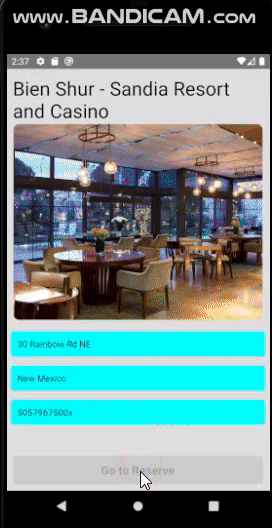 www.BANDICAM.com
2:37
Bien Shur - Sandia Resort
and Casino
30 Rainbow Rd NE
New Mexico
5057967500x
Go to Reserve